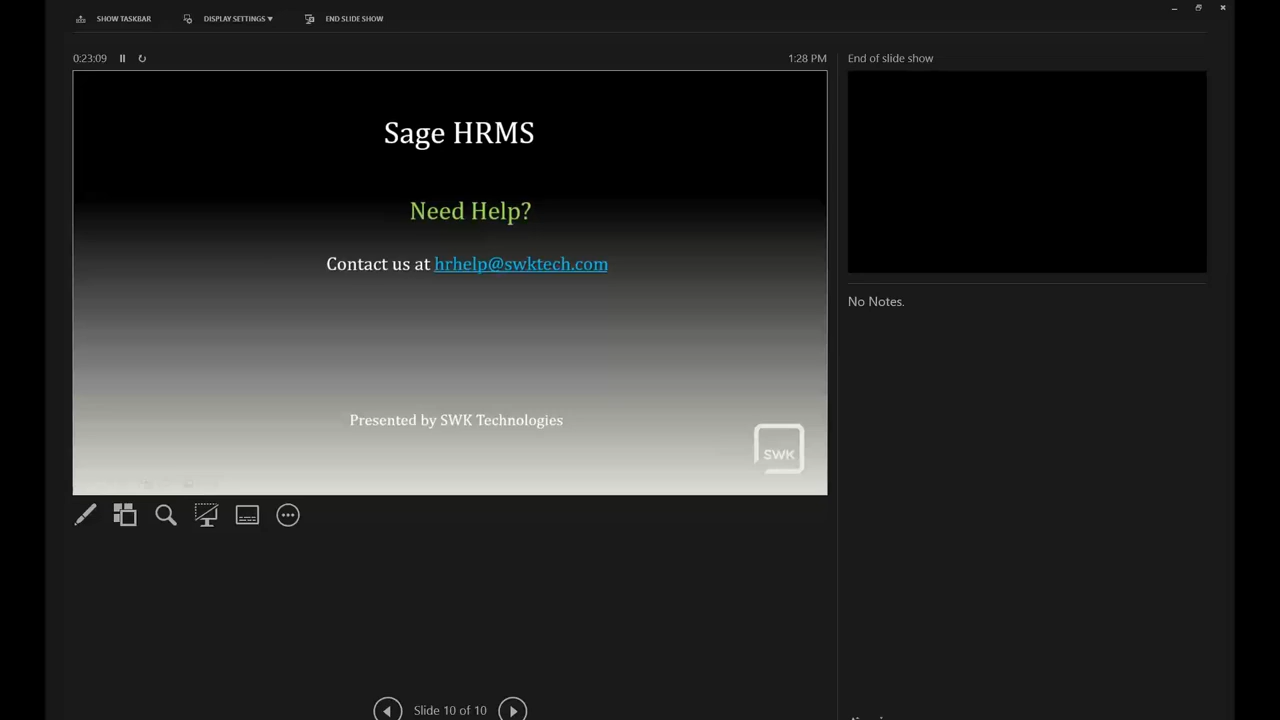 SHOW TASKBAR DISPLAY SETTINGS ▾ END SLIDE SHOW
0:23:09 1:28 PM End of slide show
Sage HRMS
Need Help?
Contact us at hrhelp@swktech.com
Presented by SWK Technologies
SWK
No Notes.
Slide 10 of 10